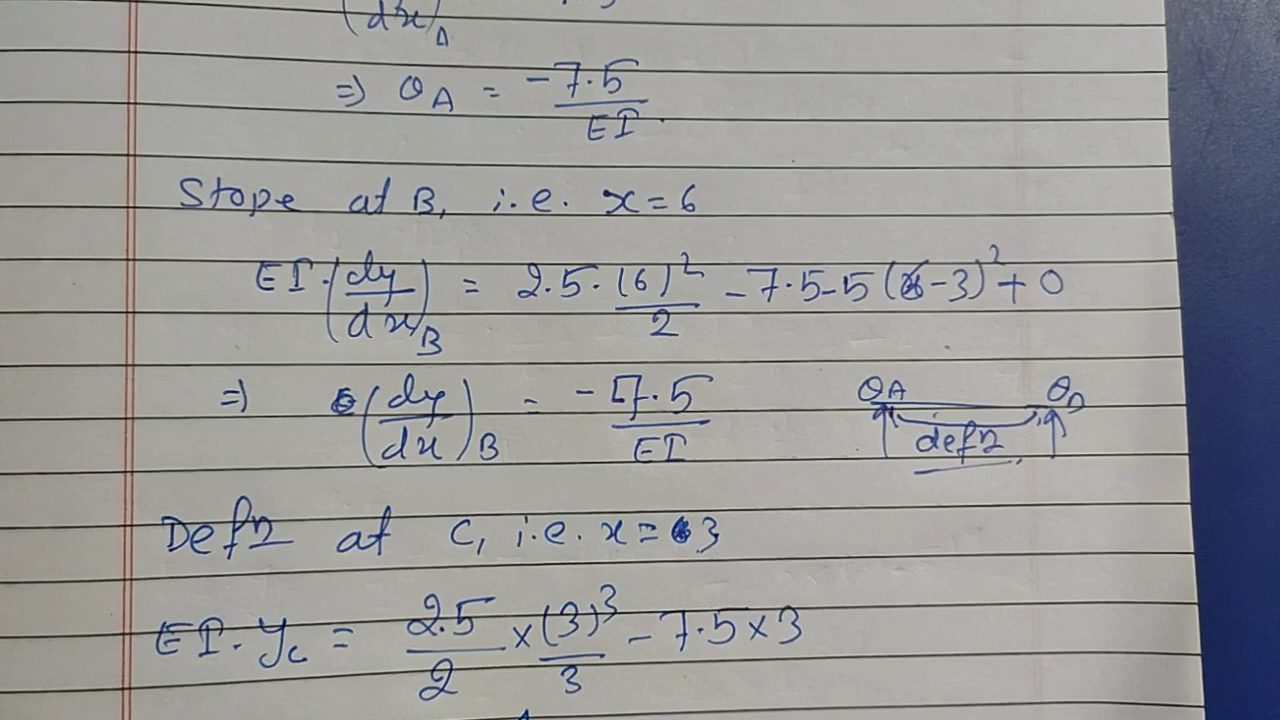 (dx)A
⇒ θA = -7.5/EI
Slope at B, i.e. x=6
EI·(dy/dx)B = 2.5·(6)²/2 - 7.5 - 5(6-3)² + 0
⇒ (dy/dx)B = -7.5/EI
θA θB
defn
Defn at C, i.e. x = 3
EI·yc = 2.5/2 × (3)³/3 - 7.5×3